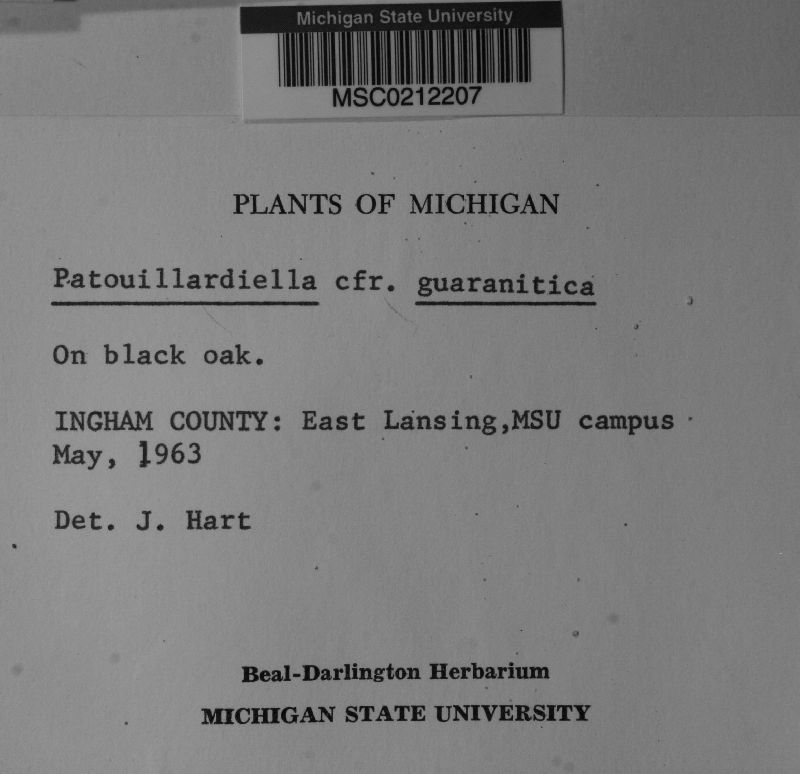 Michigan State University
MSC0212207
PLANTS OF MICHIGAN
Patouillardiella cfr. guaranitica
On black oak.
INGHAM COUNTY: East Lansing,MSU campus
May, 1963
Det. J. Hart
Beal-Darlington Herbarium
MICHIGAN STATE UNIVERSITY